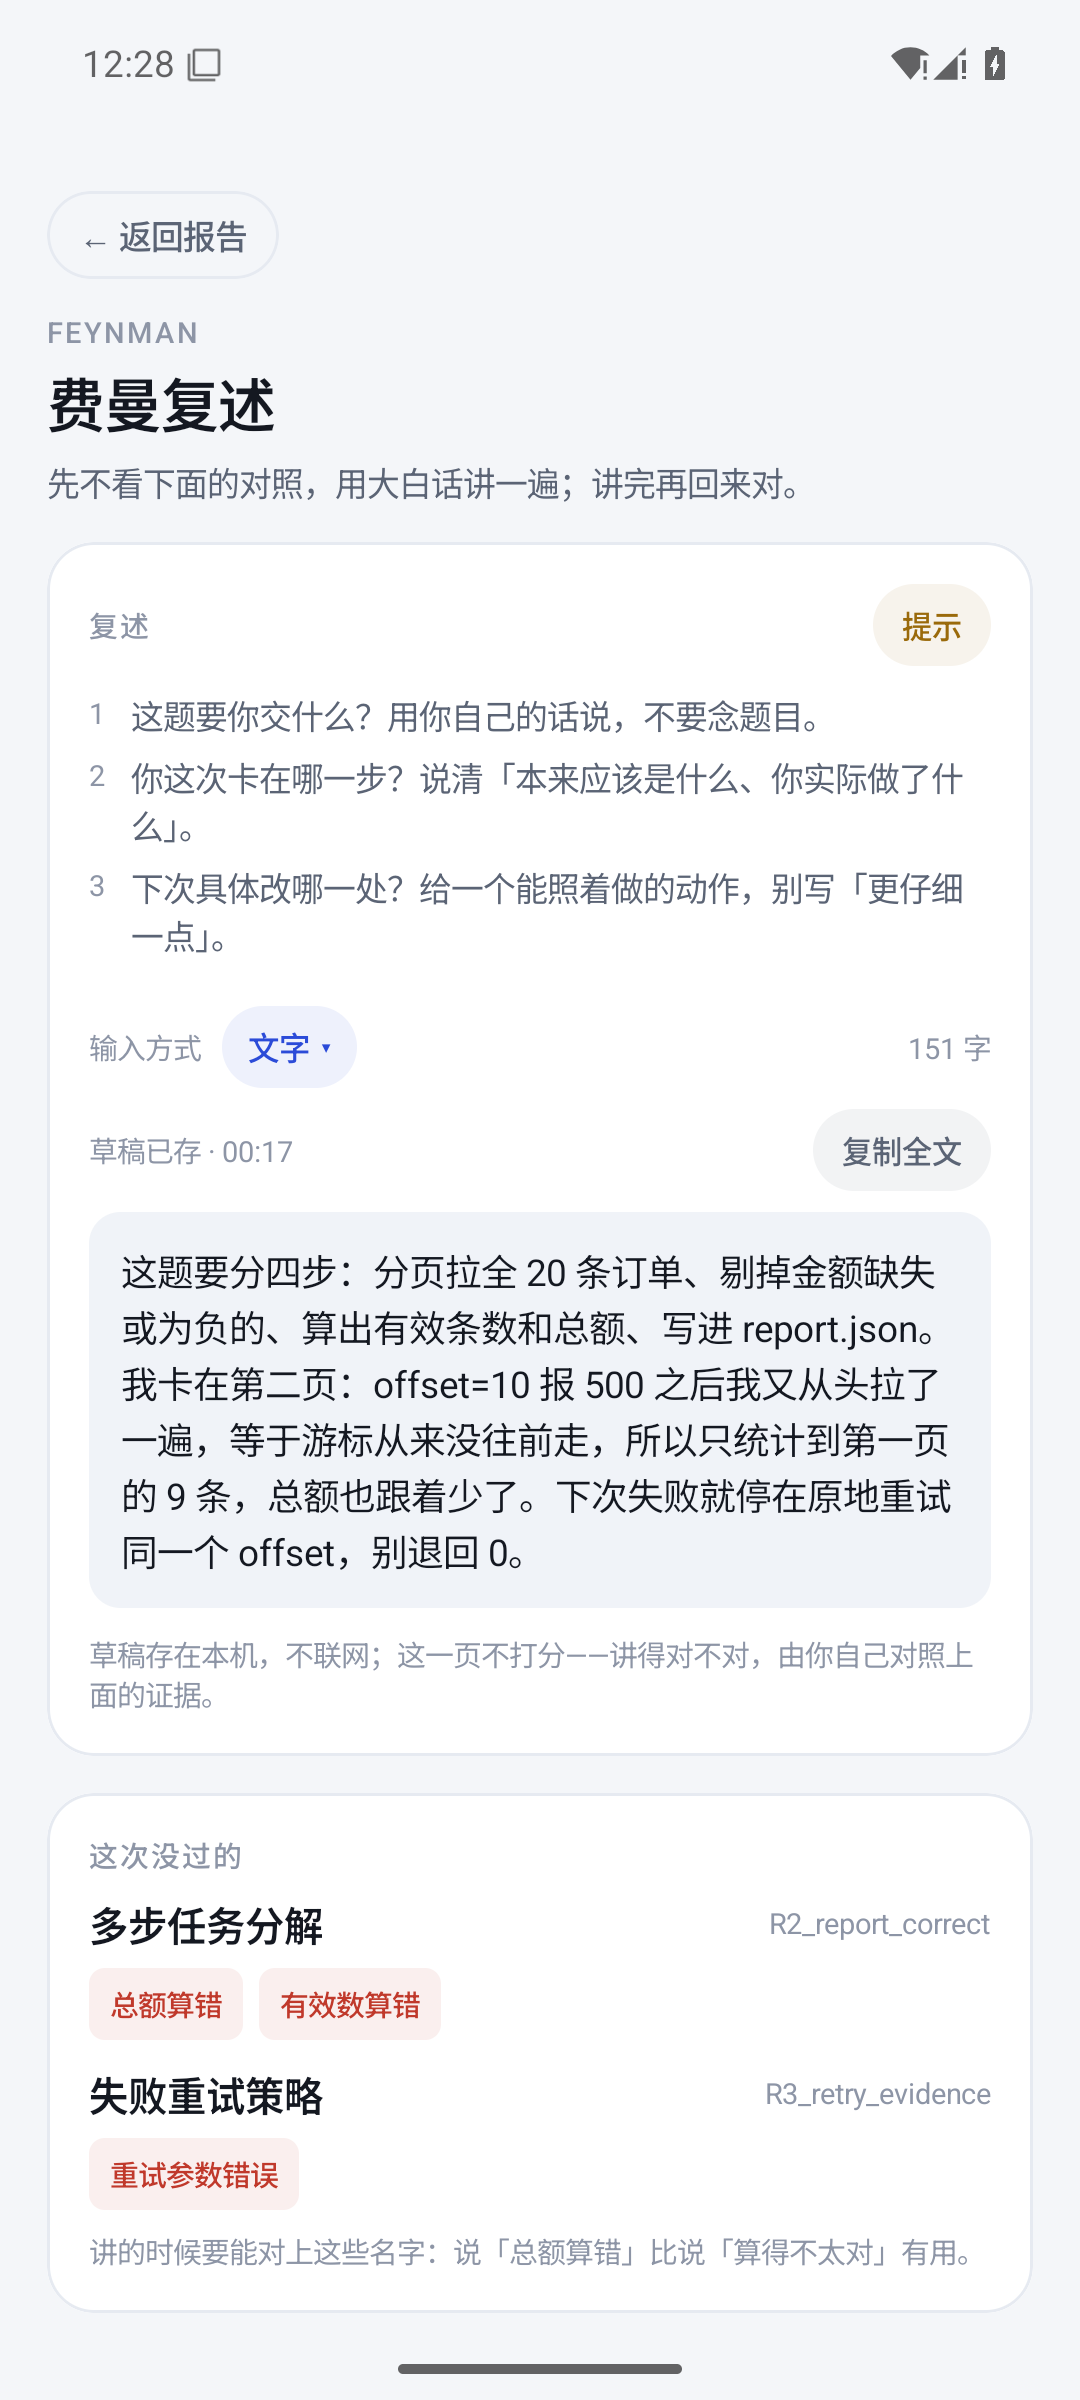 12:28
← 返回报告
FEYNMAN
费曼复述
先不看下面的对照，用大白话讲一遍；讲完再回来对。
复述
提示
1 这题要你交什么？用你自己的话说，不要念题目。
2 你这次卡在哪一步？说清「本来应该是什么、你实际做了什
么」。
3 下次具体改哪一处？给一个能照着做的动作，别写「更仔细
一点」。
输入方式 文字 ▾ 151 字
草稿已存 · 00:17 复制全文
这题要分四步：分页拉全 20 条订单、剔掉金额缺失
或为负的、算出有效条数和总额、写进 report.json。
我卡在第二页：offset=10 报 500 之后我又从头拉了
一遍，等于游标从来没往前走，所以只统计到第一页
的 9 条，总额也跟着少了。下次失败就停在原地重试
同一个 offset，别退回 0。
草稿存在本机，不联网；这一页不打分——讲得对不对，由你自己对照上
面的证据。
这次没过的
多步任务分解 R2_report_correct
总额算错 有效数算错
失败重试策略 R3_retry_evidence
重试参数错误
讲的时候要能对上这些名字：说「总额算错」比说「算得不太对」有用。